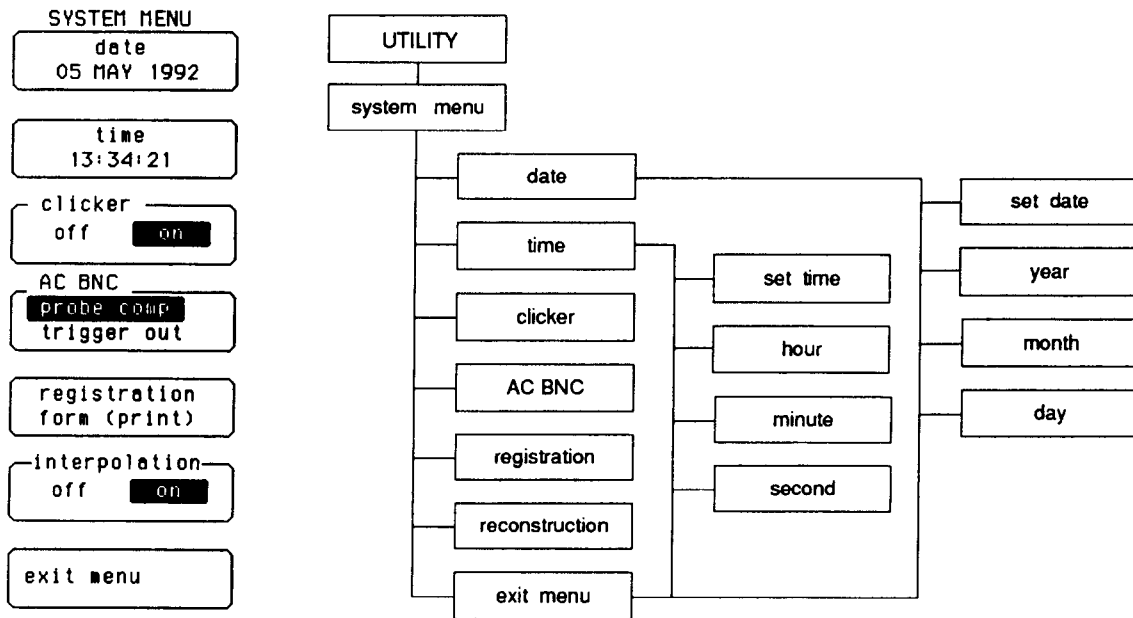 SYSTEM MENU
date
05 MAY 1992
time
13:34:21
clicker
off on
AC BNC
probe comp
trigger out
registration
form (print)
interpolation
off on
exit menu
UTILITY
system menu
date
time
clicker
AC BNC
registration
reconstruction
exit menu
set time
hour
minute
second
set date
year
month
day